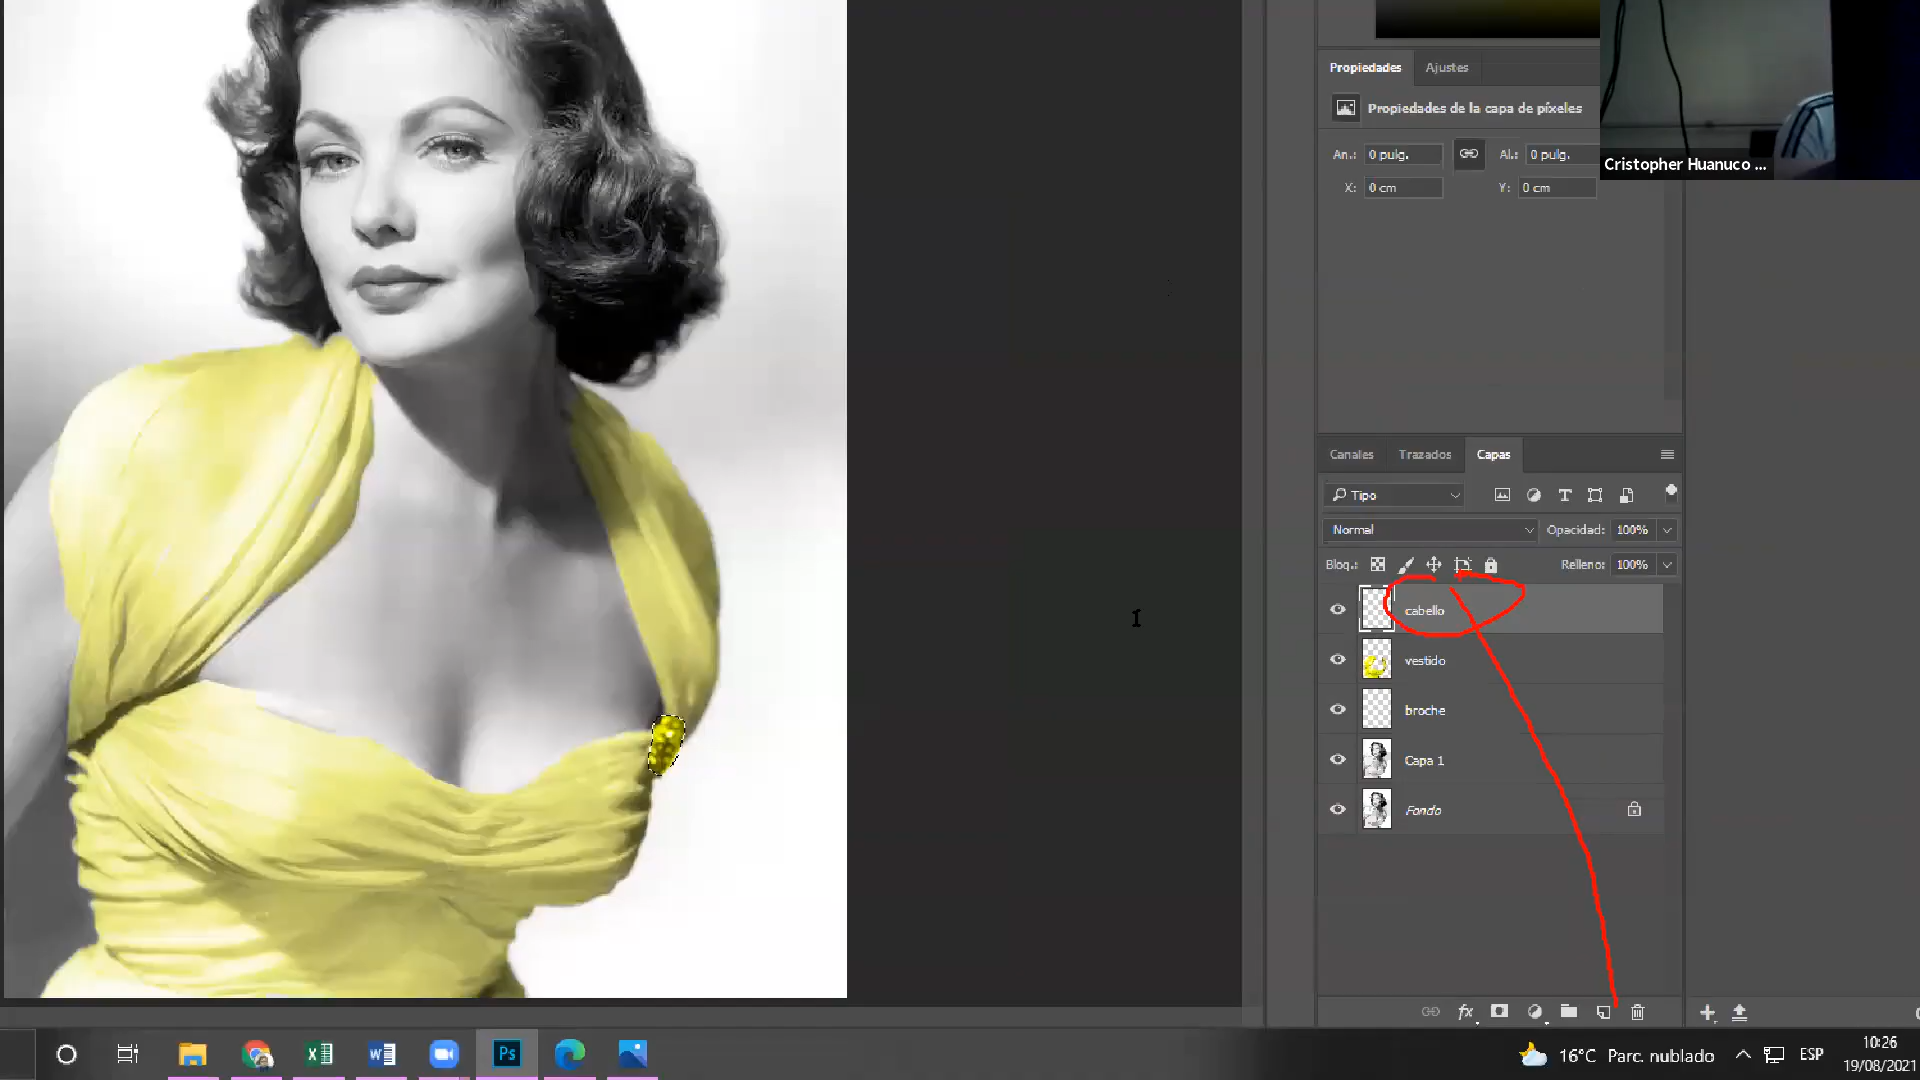 Propiedades Ajustes
Propiedades de la capa de píxeles
An.: 0 pulg. Al.: 0 pulg.
X: 0 cm Y: 0 cm
Cristopher Huanuco ...
Canales Trazados Capas
Tipo
Normal Opacidad: 100%
Bloq.: Relleno: 100%
cabello
vestido
broche
Capa 1
Fondo
fx
Ps
16°C Parc. nublado ESP
10:26
19/08/2021